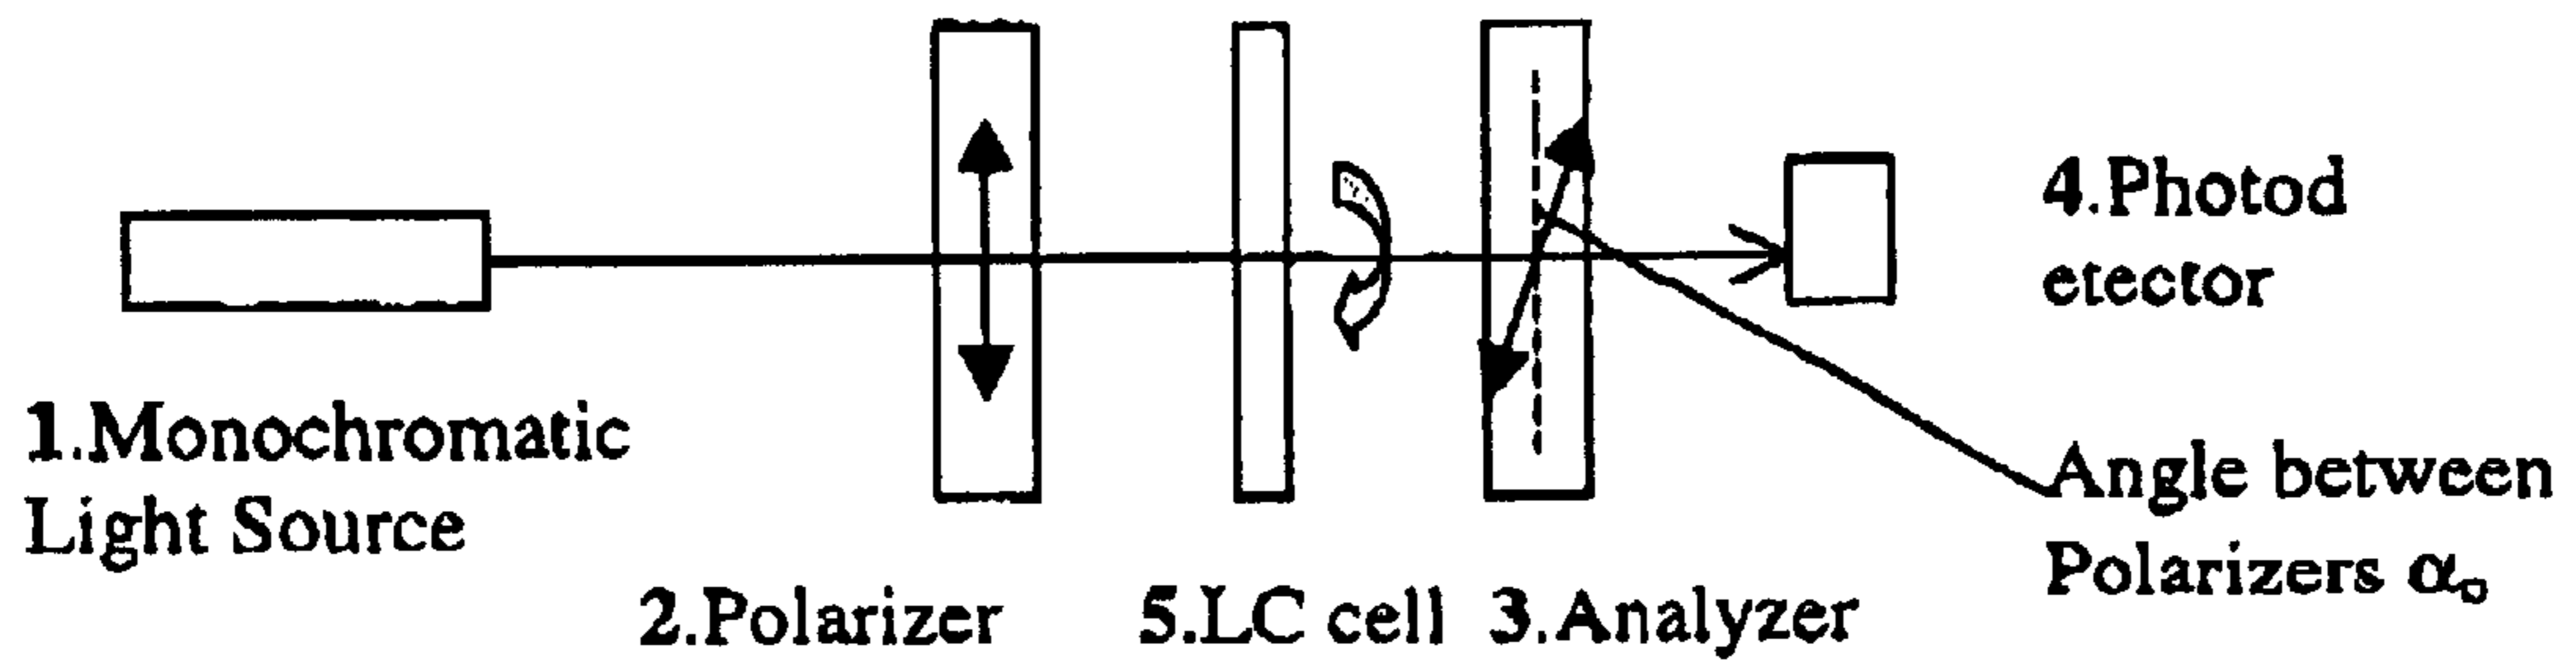 1.Monochromatic
Light Source
2.Polarizer
5.LC cell
3.Analyzer
4.Photod
etector
Angle between
Polarizers α₀